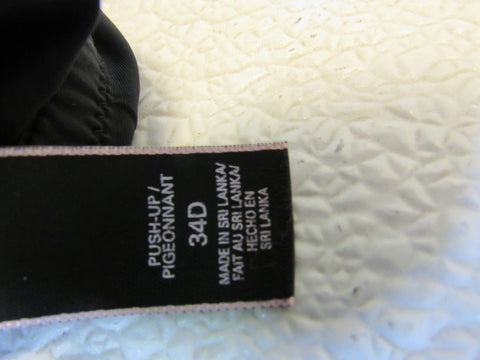 PUSH-UP/
PIGEONNANT
34D
MADE IN SRI LANKA/
FAIT AU SRI LANKA/
HECHO EN
SRI LANKA